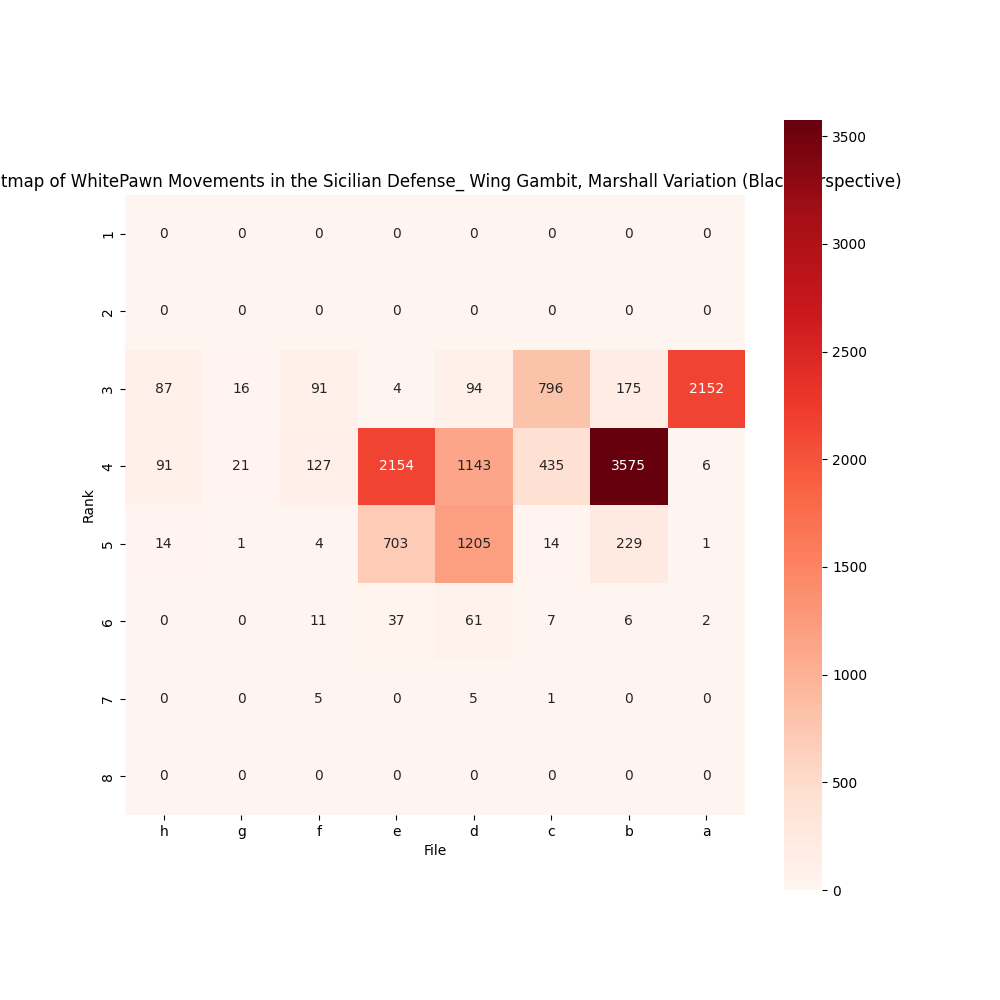 tmap of WhitePawn Movements in the Sicilian Defense_ Wing Gambit, Marshall Variation (Blac rspective)
3500
3000
2500
2000
1500
1000
500
0
Rank
1 0 0 0 0 0 0 0 0
2 0 0 0 0 0 0 0 0
3 87 16 91 4 94 796 175 2152
4 91 21 127 2154 1143 435 3575 6
5 14 1 4 703 1205 14 229 1
6 0 0 11 37 61 7 6 2
7 0 0 5 0 5 1 0 0
8 0 0 0 0 0 0 0 0
h g f e d c b a
File